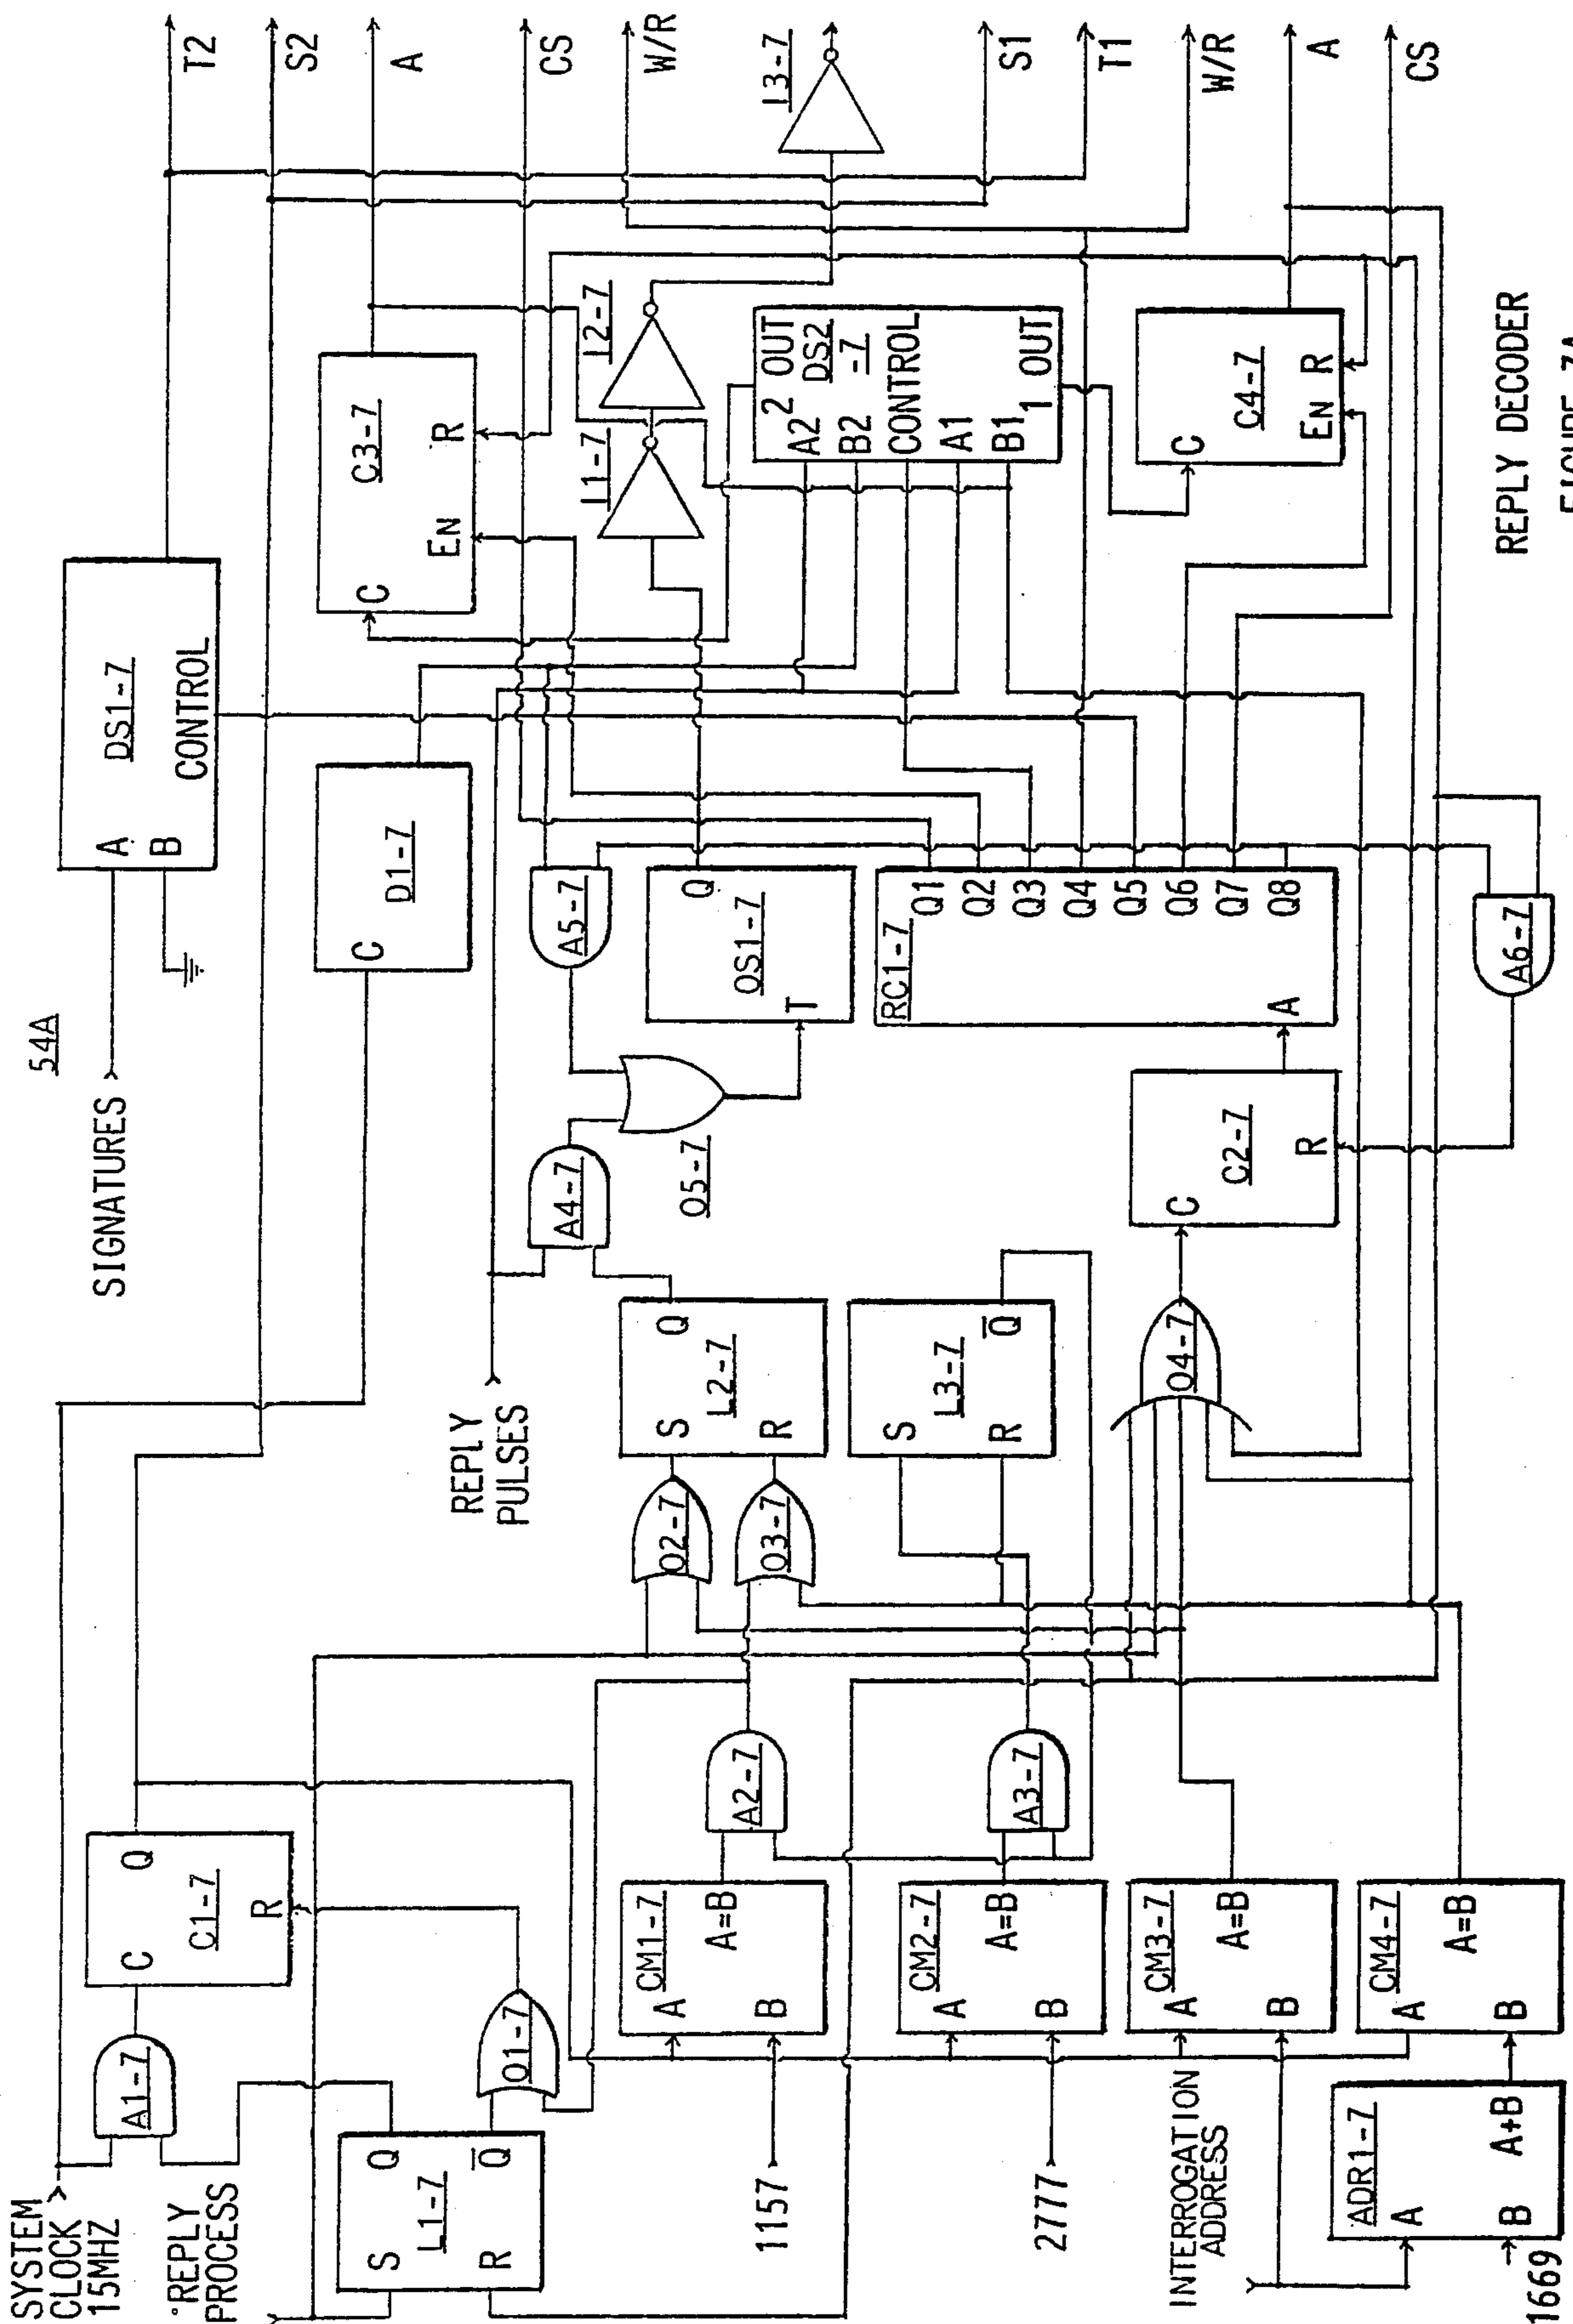 54A
SYSTEM
CLOCK
15MHZ
REPLY
PROCESS
SIGNATURES
REPLY
PULSES
A1-7
C
C1-7
Q
R
L1-7
S
Q
R
Q̅
O1-7
DS1-7
A
B
CONTROL
T2
S2
D1-7
C
C3-7
C
EN
R
A
CS
W/R
1157
CM1-7
A
B
A=B
A2-7
O2-7
O3-7
L2-7
S
R
Q
A4-7
O5-7
A5-7
OS1-7
T
Q
I1-7
I2-7
I3-7
2777
CM2-7
A
B
A=B
A3-7
L3-7
S
R
Q̅
RC1-7
A
Q1
Q2
Q3
Q4
Q5
Q6
Q7
Q8
DS2
-7
2 OUT
A2
B2
CONTROL
A1
B1
1 OUT
S1
T1
INTERROGATION
ADDRESS
CM3-7
A
B
A=B
O4-7
C2-7
C
R
C4-7
C
EN
R
W/R
A
CS
1669
ADR1-7
A
B
A+B
CM4-7
A
B
A=B
A6-7
REPLY DECODER
FIGURE 7A